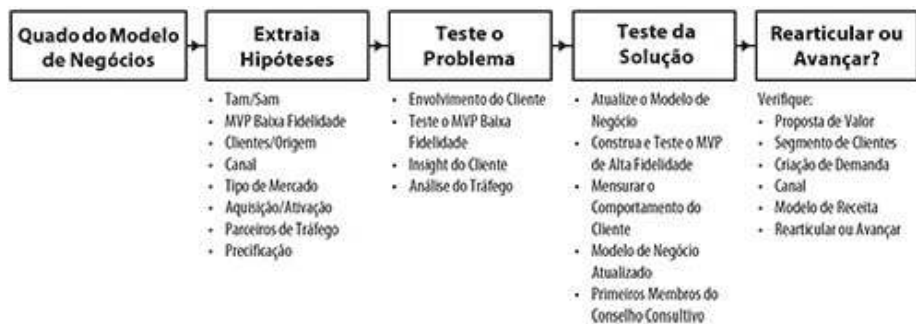 Quado do Modelo
de Negócios
Extraia
Hipóteses
• Tam/Sam
• MVP Baixa Fidelidade
• Clientes/Origem
• Canal
• Tipo de Mercado
• Aquisição/Ativação
• Parceiros de Tráfego
• Precificação
Teste o
Problema
• Envolvimento do Cliente
• Teste o MVP Baixa
Fidelidade
• Insight do Cliente
• Análise do Tráfego
Teste da
Solução
• Atualize o Modelo de
Negócio
• Construa e Teste o MVP
de Alta Fidelidade
• Mensurar o
Comportamento do
Cliente
• Modelo de Negócio
Atualizado
• Primeiros Membros do
Conselho Consultivo
Rearticular ou
Avançar?
Verifique:
• Proposta de Valor
• Segmento de Clientes
• Criação de Demanda
• Canal
• Modelo de Receita
• Rearticular ou Avançar